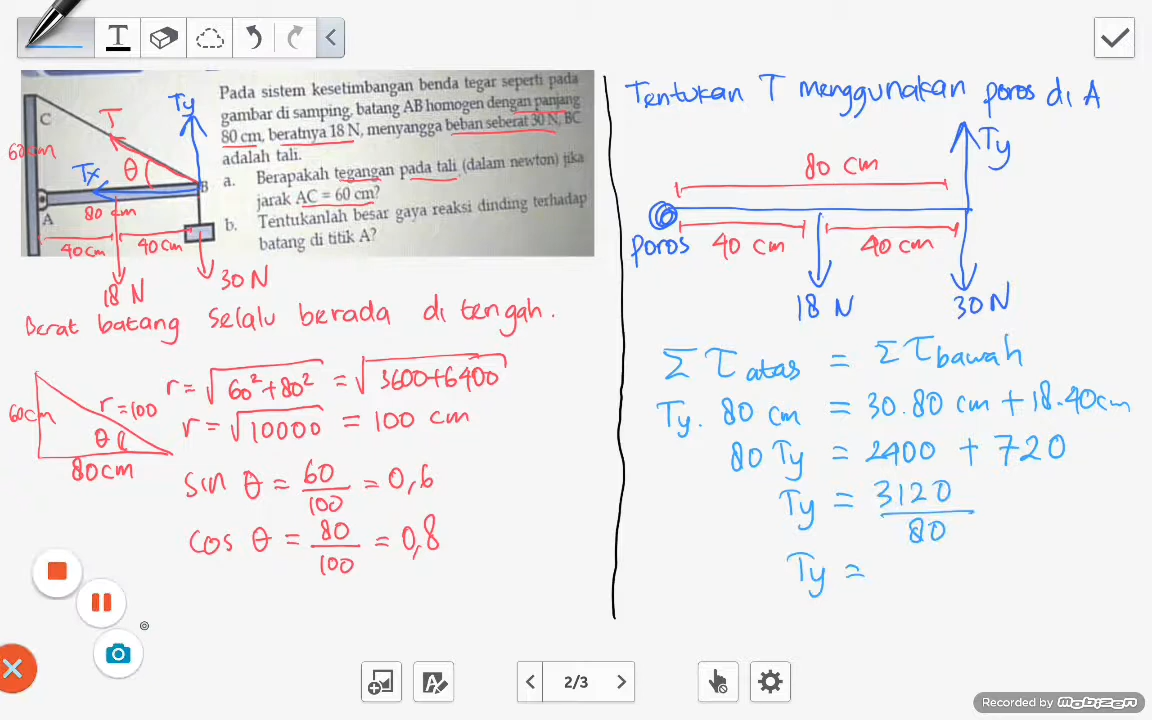 T
Pada sistem kesetimbangan benda tegar seperti pada
gambar di samping, batang AB homogen dengan panjang
80 cm, beratnya 18 N, menyangga beban seberat 30 N, BC
adalah tali.
a. Berapakah tegangan pada tali (dalam newton) jika
jarak AC = 60 cm?
b. Tentukanlah besar gaya reaksi dinding terhadap
batang di titik A?
C
60 cm
T
Ty
Tx
θ
B
A
80 cm
40 cm
40 cm
18 N
30 N
Berat batang selalu berada di tengah.
60cm
r=100
θ
80cm
r = √60² + 80² = √3600+6400
r = √10000 = 100 cm
sin θ = 60/100 = 0,6
cos θ = 80/100 = 0,8
Tentukan T menggunakan poros di A
Ty
80 cm
poros
40 cm
40 cm
18 N
30 N
Σ τ atas = Σ τ bawah
Ty. 80 cm = 30.80 cm + 18.40cm
80 Ty = 2400 + 720
Ty = 3120/80
Ty =
2/3
Recorded by mobizen